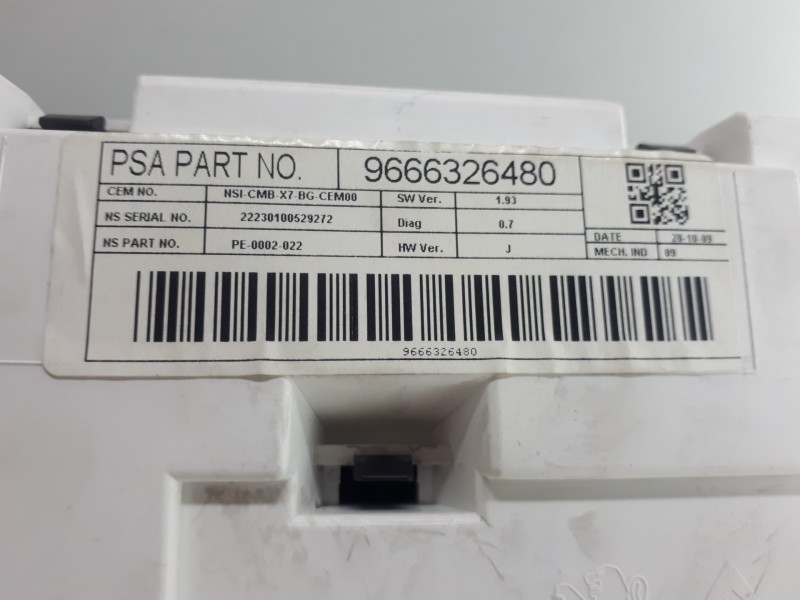 PSA PART NO. 9666326480
CEM NO. NSI-CMB-X7-BG-CEM00 SW Ver. 1.93
NS SERIAL NO. 22230100529272 Diag 0.7
NS PART NO. PE-0002-022 HW Ver. J
DATE 28-10-09
MECH. IND 09
9666326480